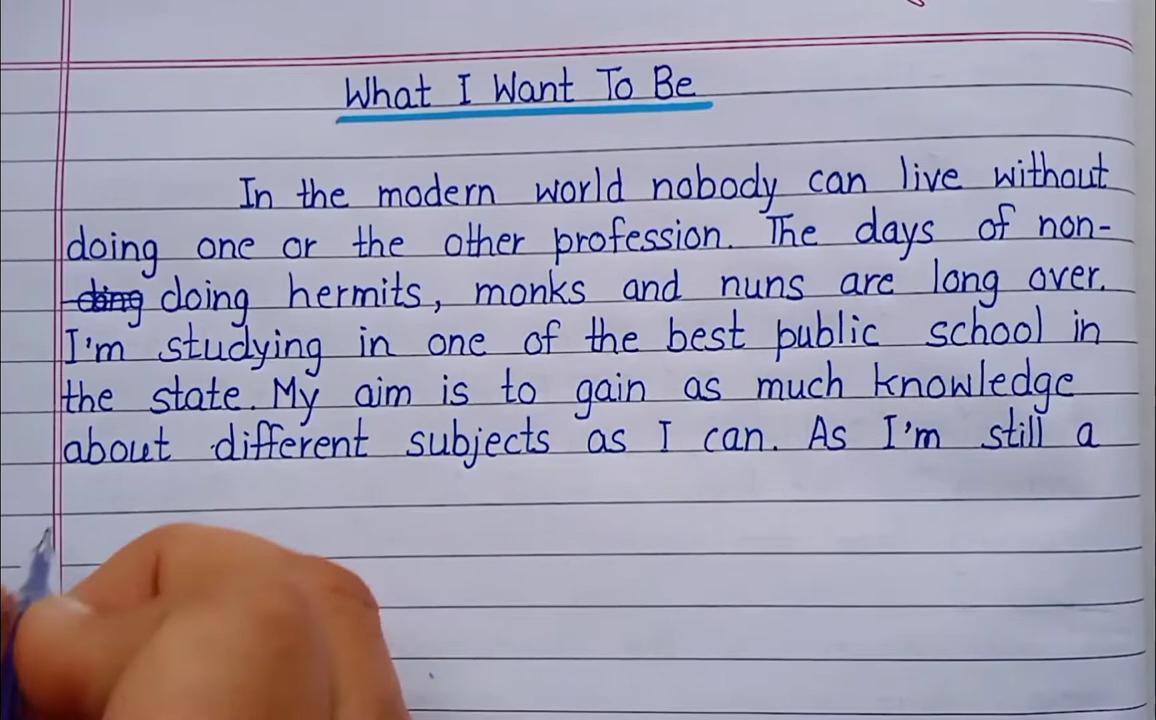 What I Want To Be
In the modern world nobody can live without
doing one or the other profession. The days of non-
doing hermits, monks and nuns are long over.
I'm studying in one of the best public school in
the state. My aim is to gain as much knowledge
about different subjects as I can. As I'm still a